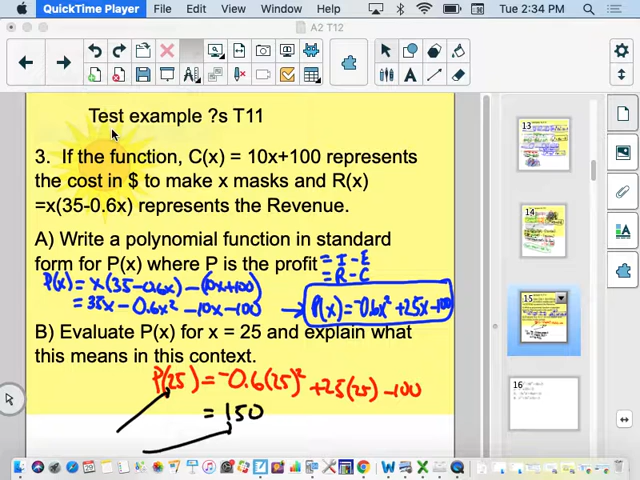 QuickTime Player File Edit View Window Help Tue 2:34 PM
A2 T12
Test example ?s T11
3. If the function, C(x) = 10x+100 represents
the cost in $ to make x masks and R(x)
=x(35-0.6x) represents the Revenue.
A) Write a polynomial function in standard
form for P(x) where P is the profit = I - E
= R - C
P(x) = x(35-0.6x) - (10x+100)
= 35x - 0.6x² - 10x - 100 → P(x) = -0.6x² + 25x - 100
B) Evaluate P(x) for x = 25 and explain what
this means in this context.
P(25) = -0.6(25)² + 25(25) - 100
= 150
13
14
15
16